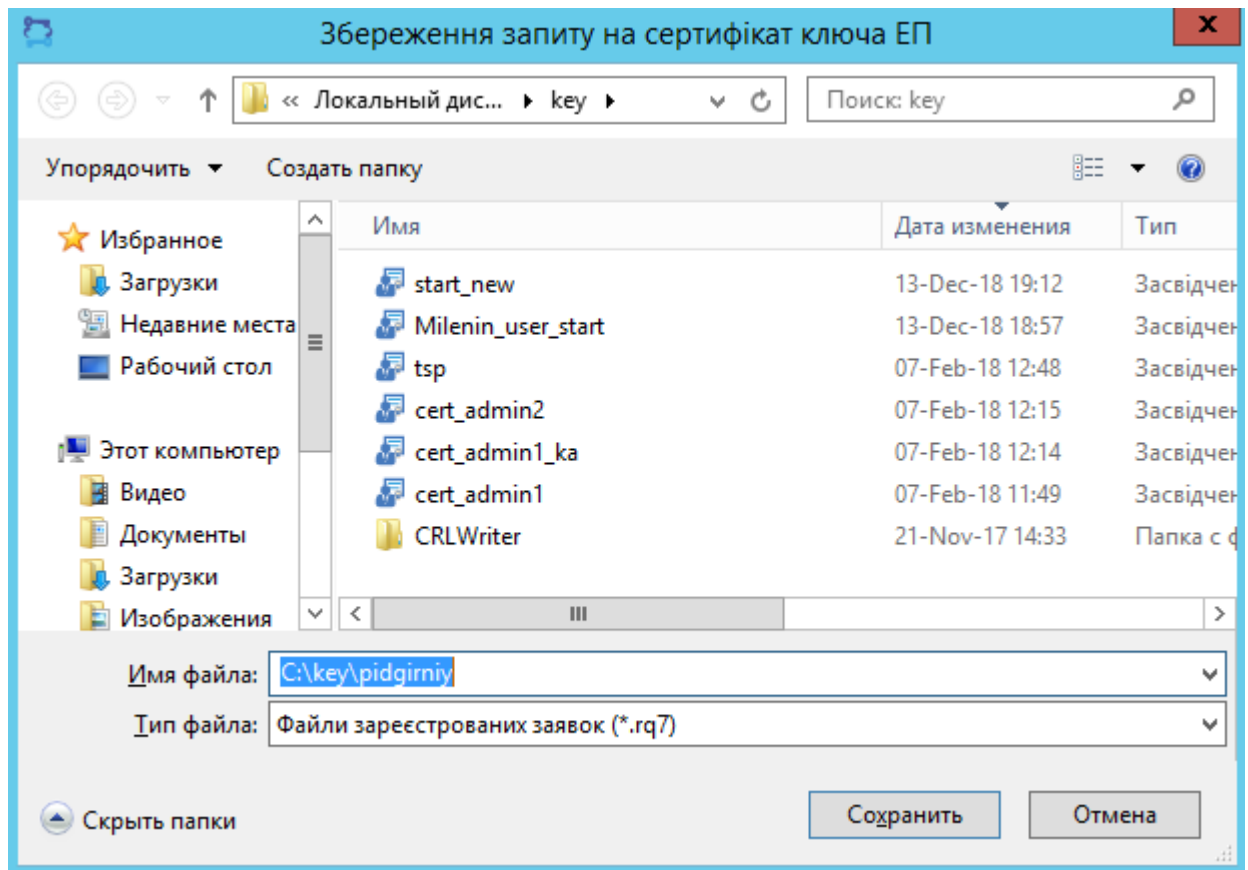 Збереження запиту на сертифікат ключа ЕП
x
« Локальный дис... key
Поиск: key
Упорядочить
Создать папку
Избранное
Загрузки
Недавние места
Рабочий стол
Этот компьютер
Видео
Документы
Загрузки
Изображения
Имя Дата изменения Тип
start_new 13-Dec-18 19:12 Засвідчен
Milenin_user_start 13-Dec-18 18:57 Засвідчен
tsp 07-Feb-18 12:48 Засвідчен
cert_admin2 07-Feb-18 12:15 Засвідчен
cert_admin1_ka 07-Feb-18 12:14 Засвідчен
cert_admin1 07-Feb-18 11:49 Засвідчен
CRLWriter 21-Nov-17 14:33 Папка с ф
Имя файла: C:\key\pidgirniy
Тип файла: Файли зареєстрованих заявок (*.rq7)
Скрыть папки
Сохранить
Отмена